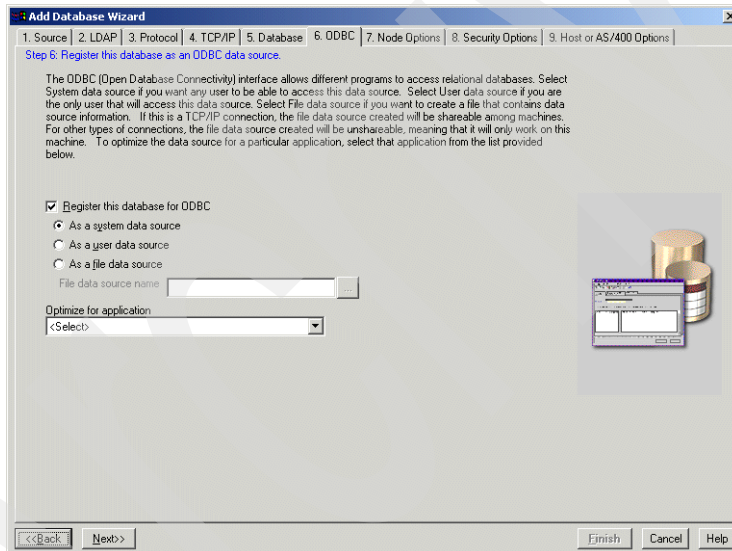 Add Database Wizard
1. Source 2. LDAP 3. Protocol 4. TCP/IP 5. Database 6. ODBC 7. Node Options 8. Security Options 9. Host or AS/400 Options
Step 6: Register this database as an ODBC data source.
The ODBC (Open Database Connectivity) interface allows different programs to access relational databases. Select
System data source if you want any user to be able to access this data source. Select User data source if you are
the only user that will access this data source. Select File data source if you want to create a file that contains data
source information. If this is a TCP/IP connection, the file data source created will be shareable among machines.
For other types of connections, the file data source created will be unshareable, meaning that it will only work on this
machine. To optimize the data source for a particular application, select that application from the list provided
below.
Register this database for ODBC
As a system data source
As a user data source
As a file data source
File data source name
...
Optimize for application
<Select>
<<Back Next>> Finish Cancel Help